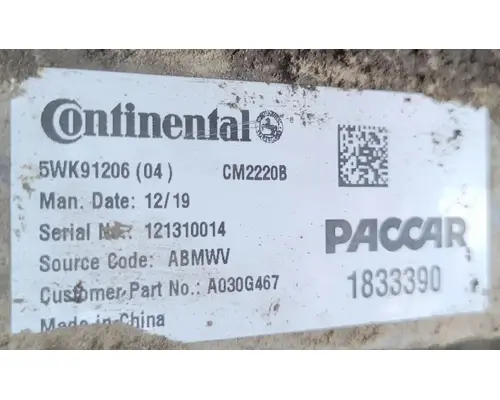 Continental
5WK91206 (04) CM2220B
Man. Date: 12/19
Serial No.: 121310014
Source Code: ABMWV
PACCAR
Customer Part No.: A030G467
1833390
Made in China